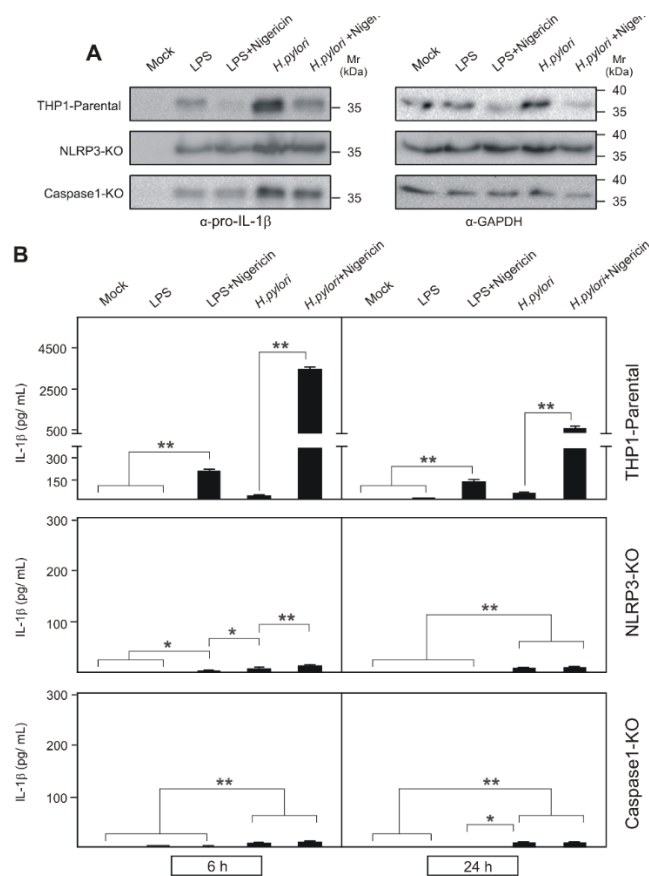 A
Mock
LPS
LPS+Nigericin
H.pylori
H.pylori+Nigericin
Mr
(kDa)
Mock
LPS
LPS+Nigericin
H.pylori
H.pylori+Nigericin
Mr
(kDa)
THP1-Parental
35
40
35
NLRP3-KO
35
40
35
Caspase1-KO
35
40
35
α-pro-IL-1β
α-GAPDH
B
Mock
LPS
LPS+Nigericin
H.pylori
H.pylori+Nigericin
Mock
LPS
LPS+Nigericin
H.pylori
H.pylori+Nigericin
IL-1β (pg/ mL)
4500
2500
500
300
150
**
**
**
**
THP1-Parental
IL-1β (pg/ mL)
300
200
100
*
*
**
**
NLRP3-KO
IL-1β (pg/ mL)
300
200
100
**
**
*
Caspase1-KO
6 h
24 h